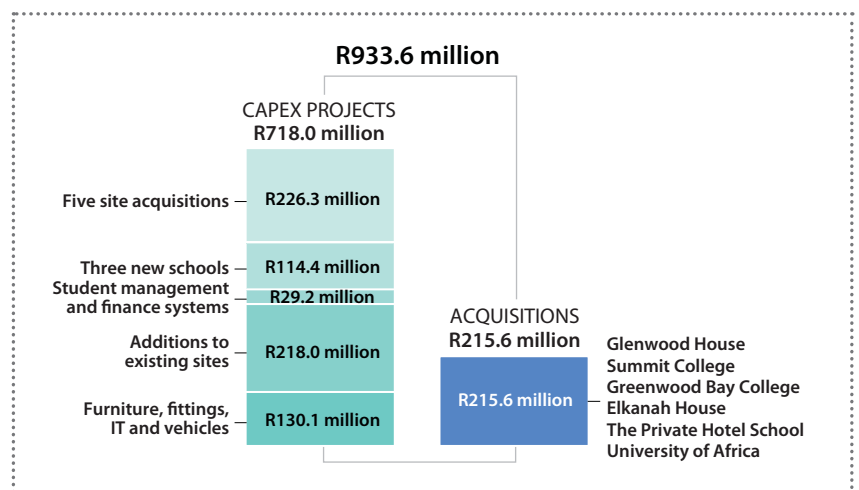 R933.6 million
CAPEX PROJECTS
R718.0 million
Five site acquisitions
R226.3 million
Three new schools
R114.4 million
Student management
and finance systems
R29.2 million
Additions to
existing sites
R218.0 million
Furniture, fittings,
IT and vehicles
R130.1 million
ACQUISITIONS
R215.6 million
R215.6 million
Glenwood House
Summit College
Greenwood Bay College
Elkanah House
The Private Hotel School
University of Africa